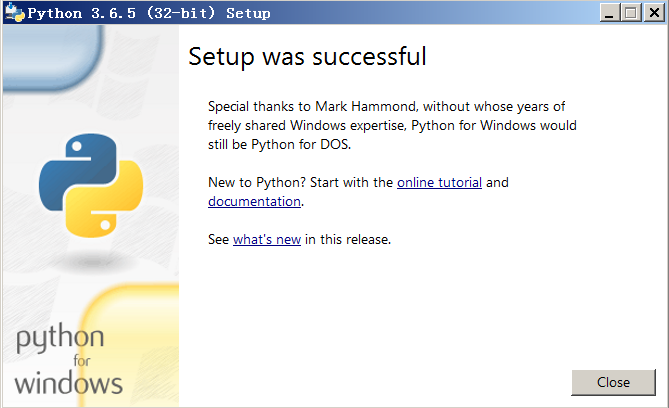 Python 3.6.5 (32-bit) Setup
Setup was successful
Special thanks to Mark Hammond, without whose years of
freely shared Windows expertise, Python for Windows would
still be Python for DOS.
New to Python? Start with the online tutorial and
documentation.
See what's new in this release.
python
for
windows
Close